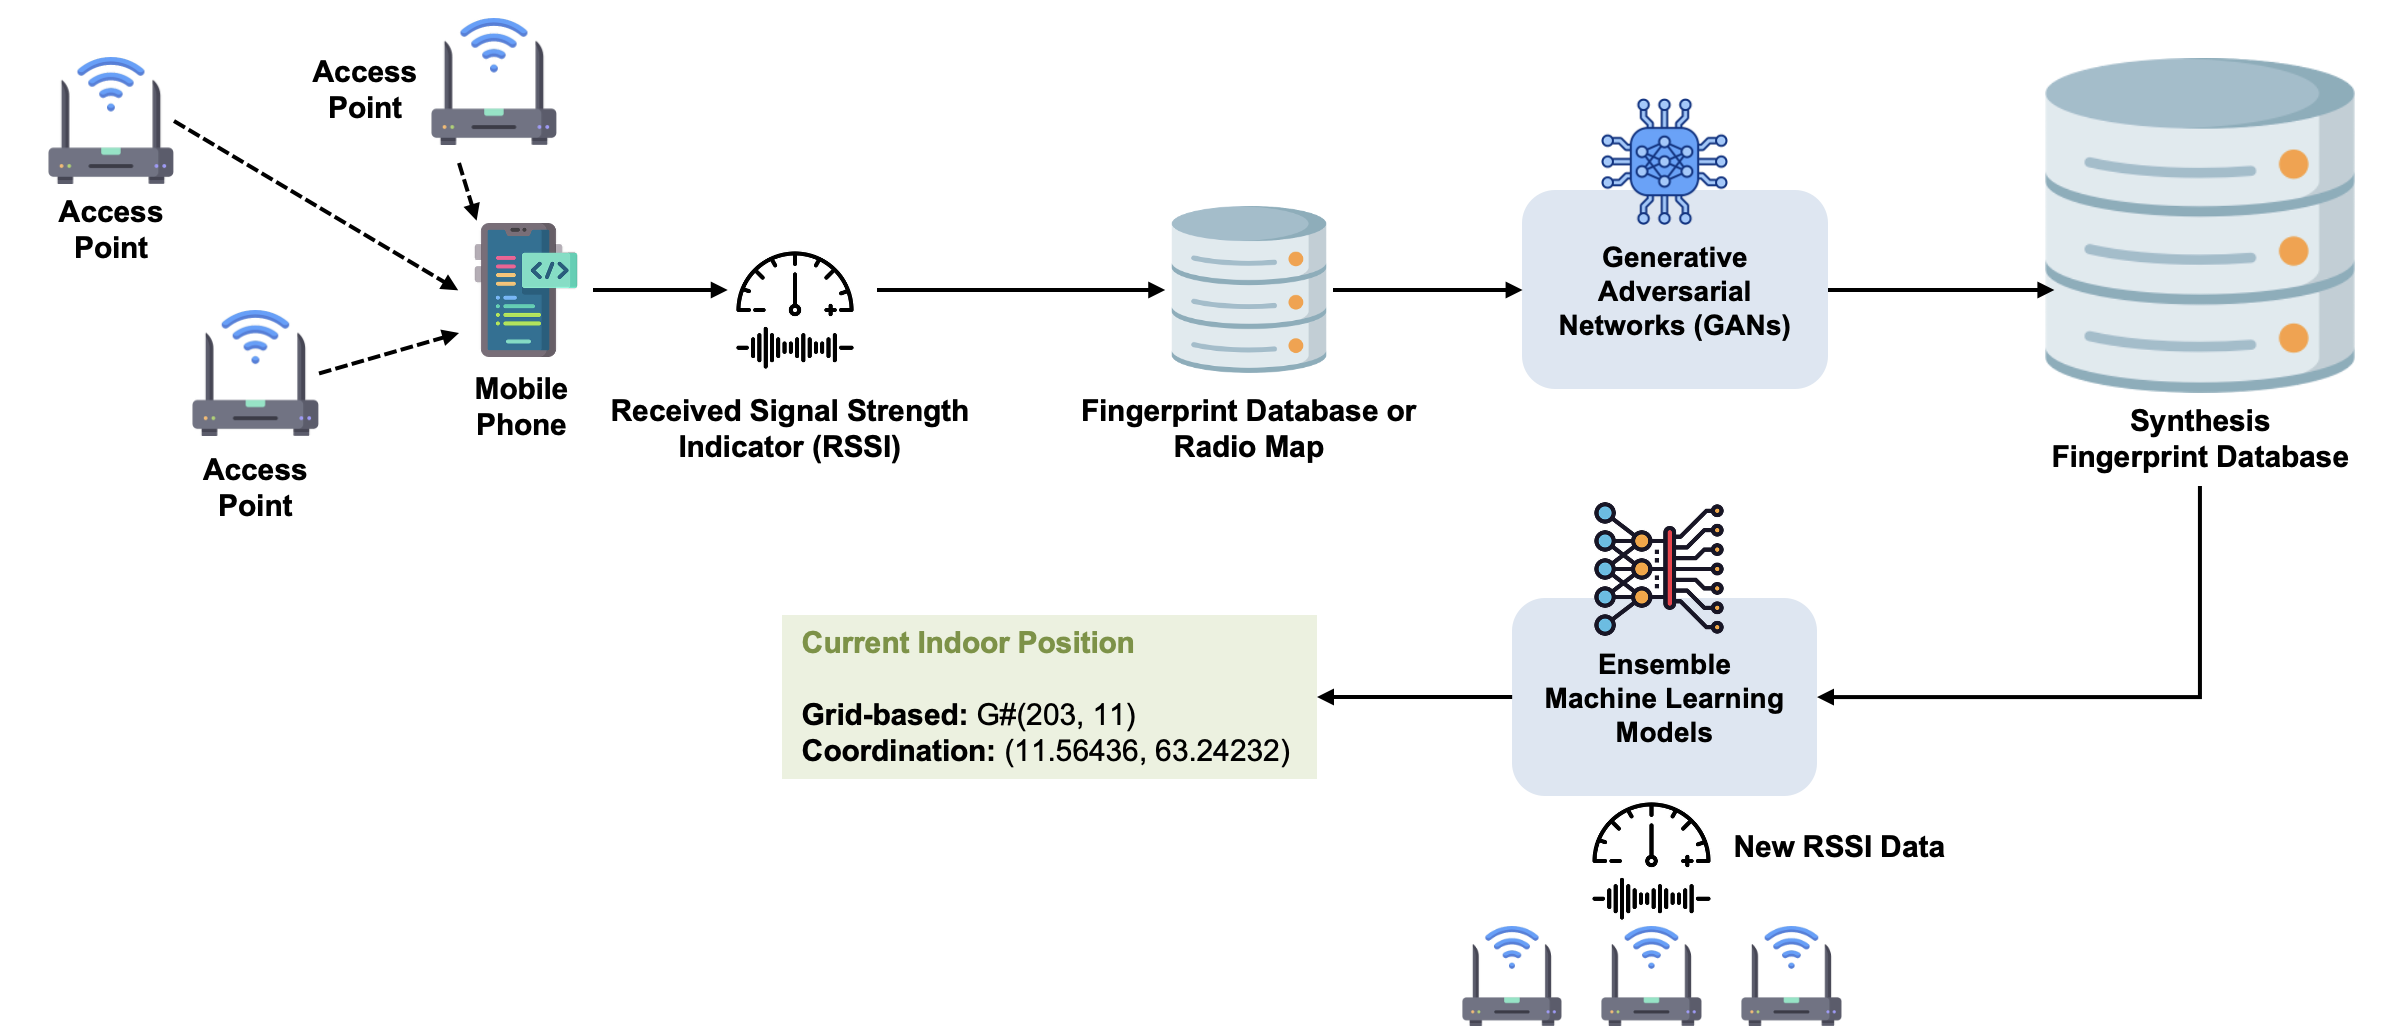 Access
Point
Access
Point
Access
Point
</>
Mobile
Phone
Received Signal Strength
Indicator (RSSI)
Fingerprint Database or
Radio Map
Generative
Adversarial
Networks (GANs)
Synthesis
Fingerprint Database
Ensemble
Machine Learning
Models
New RSSI Data
Current Indoor Position
Grid-based: G#(203, 11)
Coordination: (11.56436, 63.24232)